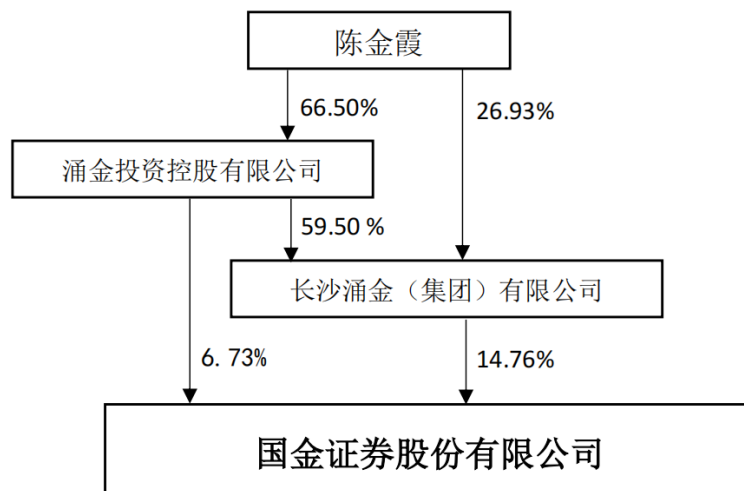 陈金霞
66.50%
26.93%
涌金投资控股有限公司
59.50 %
长沙涌金（集团）有限公司
6. 73%
14.76%
国金证券股份有限公司